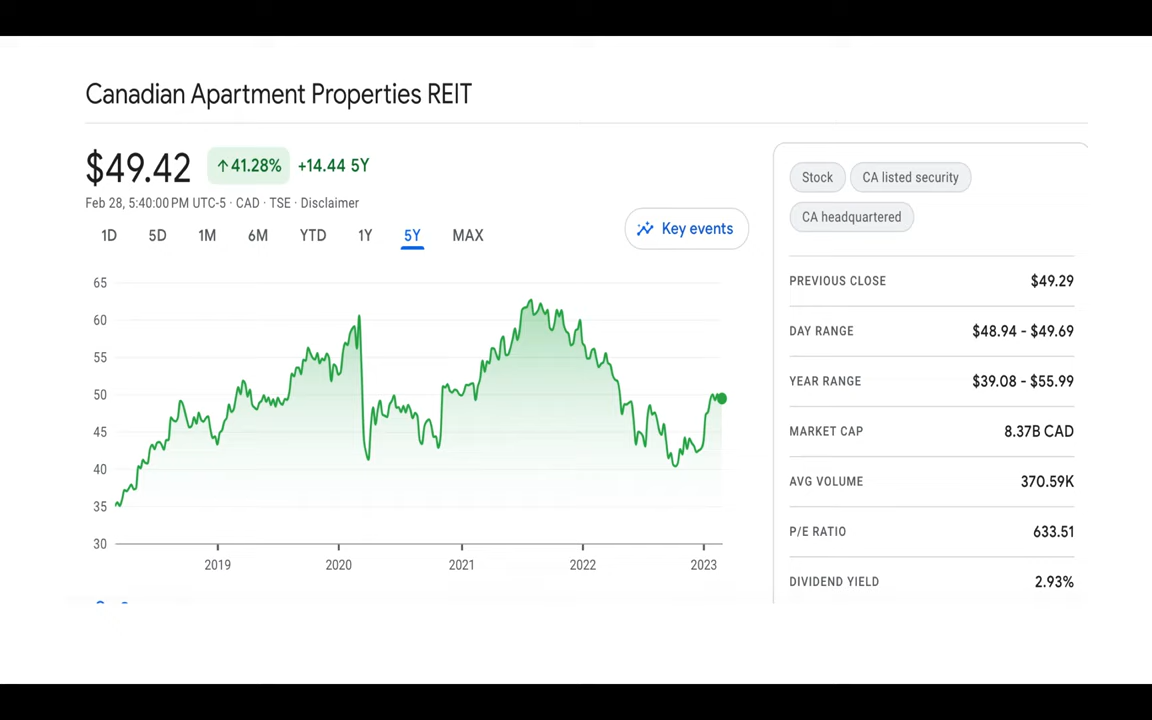 Canadian Apartment Properties REIT
$49.42 ↑41.28% +14.44 5Y
Feb 28, 5:40:00 PM UTC-5 · CAD · TSE · Disclaimer
1D 5D 1M 6M YTD 1Y 5Y MAX
Key events
65
60
55
50
45
40
35
30
2019 2020 2021 2022 2023
Stock CA listed security
CA headquartered
PREVIOUS CLOSE $49.29
DAY RANGE $48.94 - $49.69
YEAR RANGE $39.08 - $55.99
MARKET CAP 8.37B CAD
AVG VOLUME 370.59K
P/E RATIO 633.51
DIVIDEND YIELD 2.93%